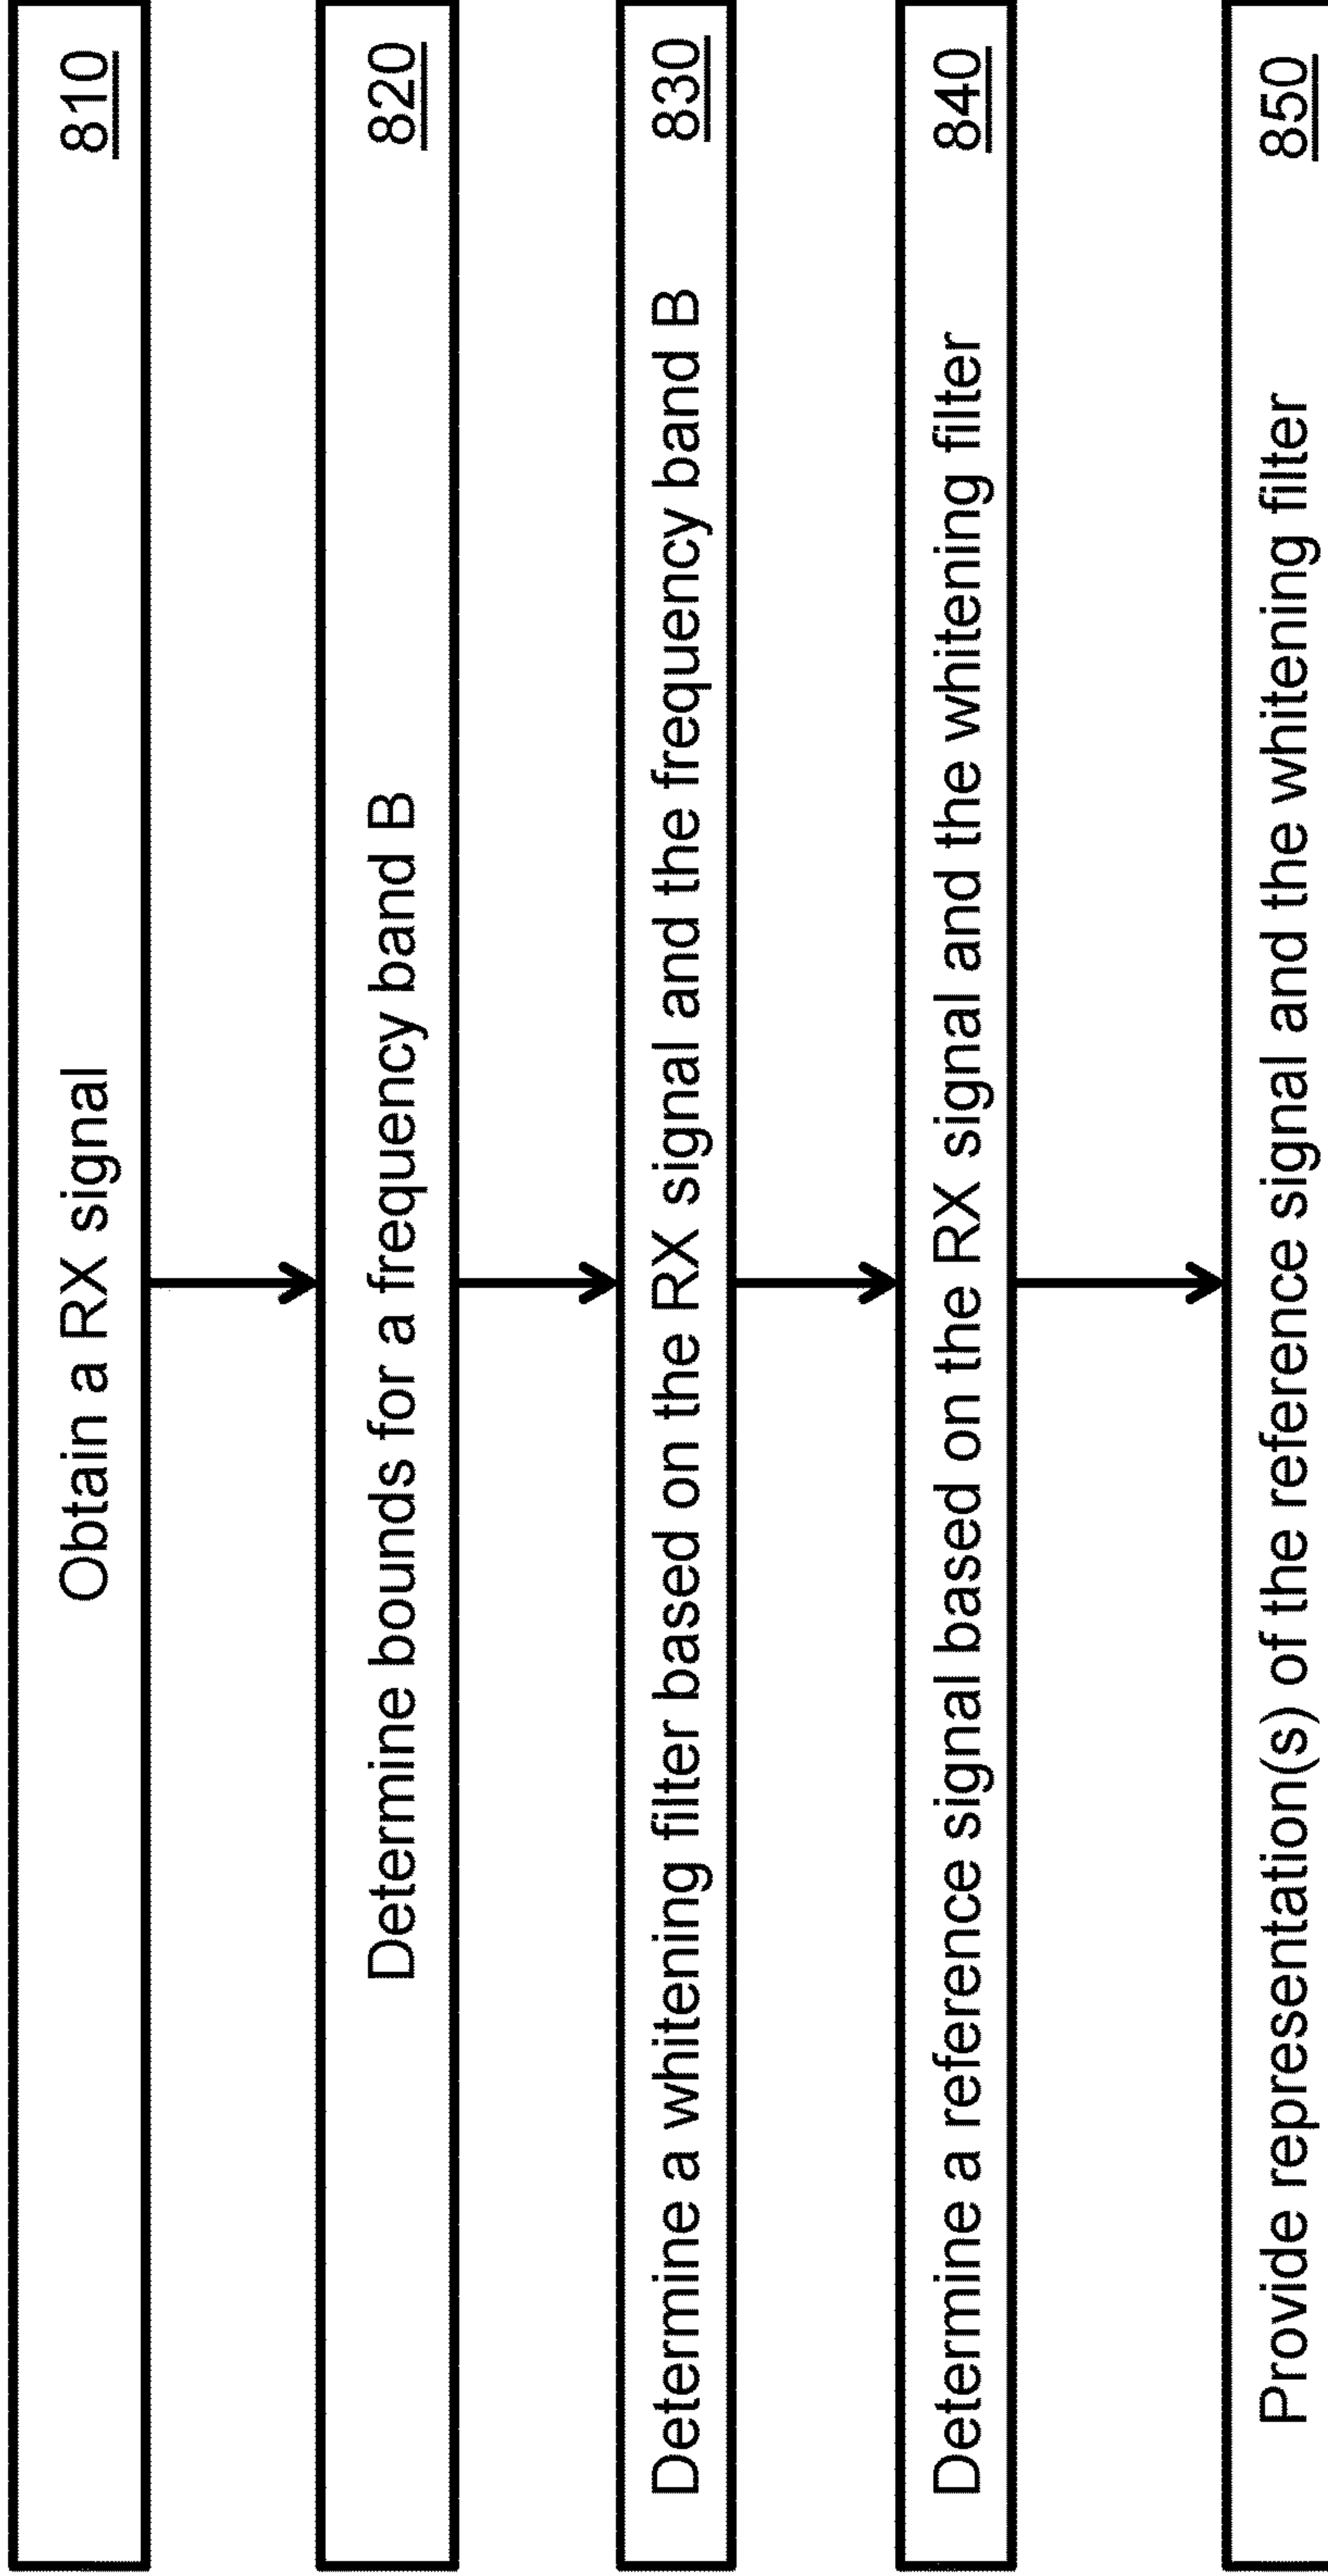 Obtain a RX signal 810
Determine bounds for a frequency band B 820
Determine a whitening filter based on the RX signal and the frequency band B 830
Determine a reference signal based on the RX signal and the whitening filter 840
Provide representation(s) of the reference signal and the whitening filter 850